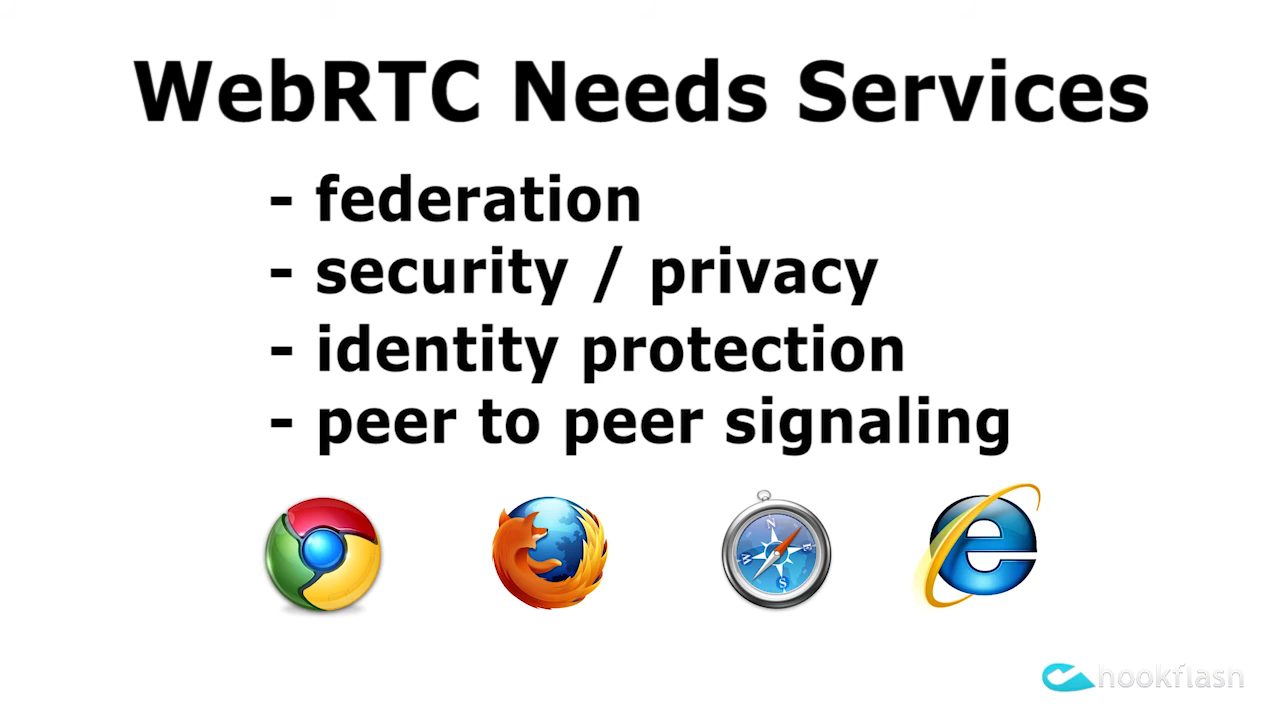 WebRTC Needs Services
- federation
- security / privacy
- identity protection
- peer to peer signaling
N
E
W
S
hookflash